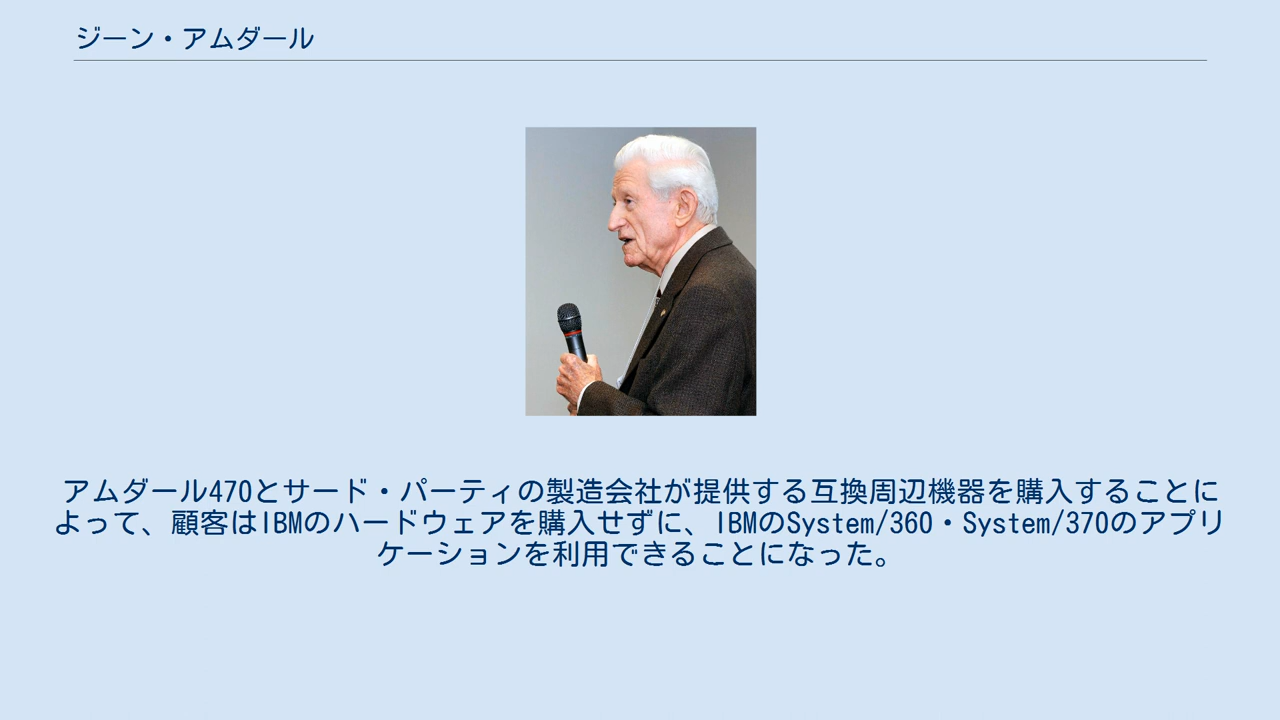 ジーン・アムダール
アムダール470とサード・パーティの製造会社が提供する互換周辺機器を購入することに
よって、顧客はIBMのハードウェアを購入せずに、IBMのSystem/360・System/370のアプリ
ケーションを利用できることになった。